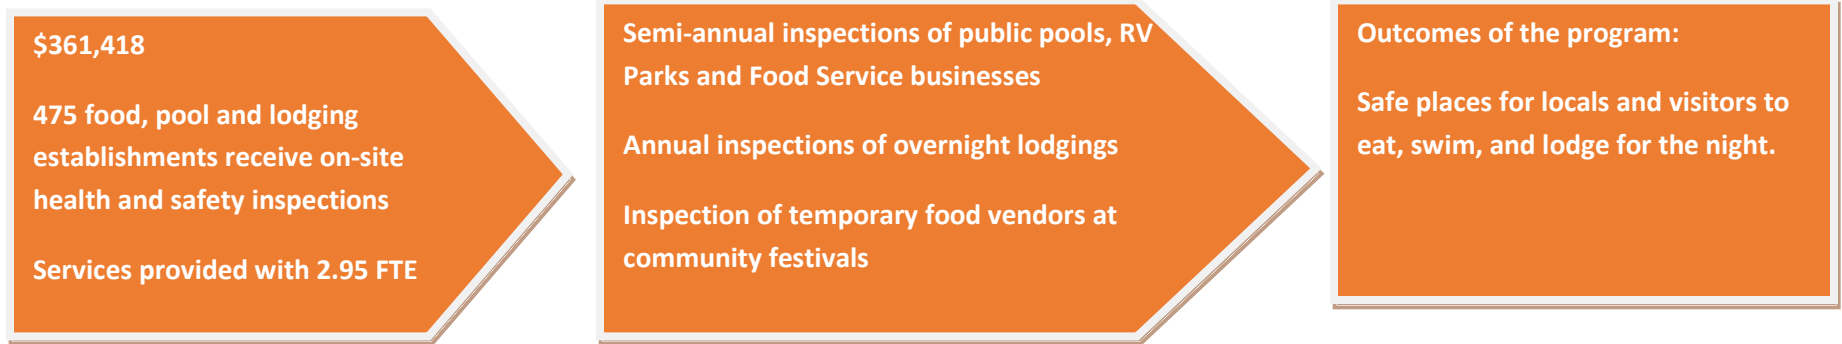 $361,418
475 food, pool and lodging
establishments receive on-site
health and safety inspections
Services provided with 2.95 FTE
Semi-annual inspections of public pools, RV
Parks and Food Service businesses
Annual inspections of overnight lodgings
Inspection of temporary food vendors at
community festivals
Outcomes of the program:
Safe places for locals and visitors to
eat, swim, and lodge for the night.